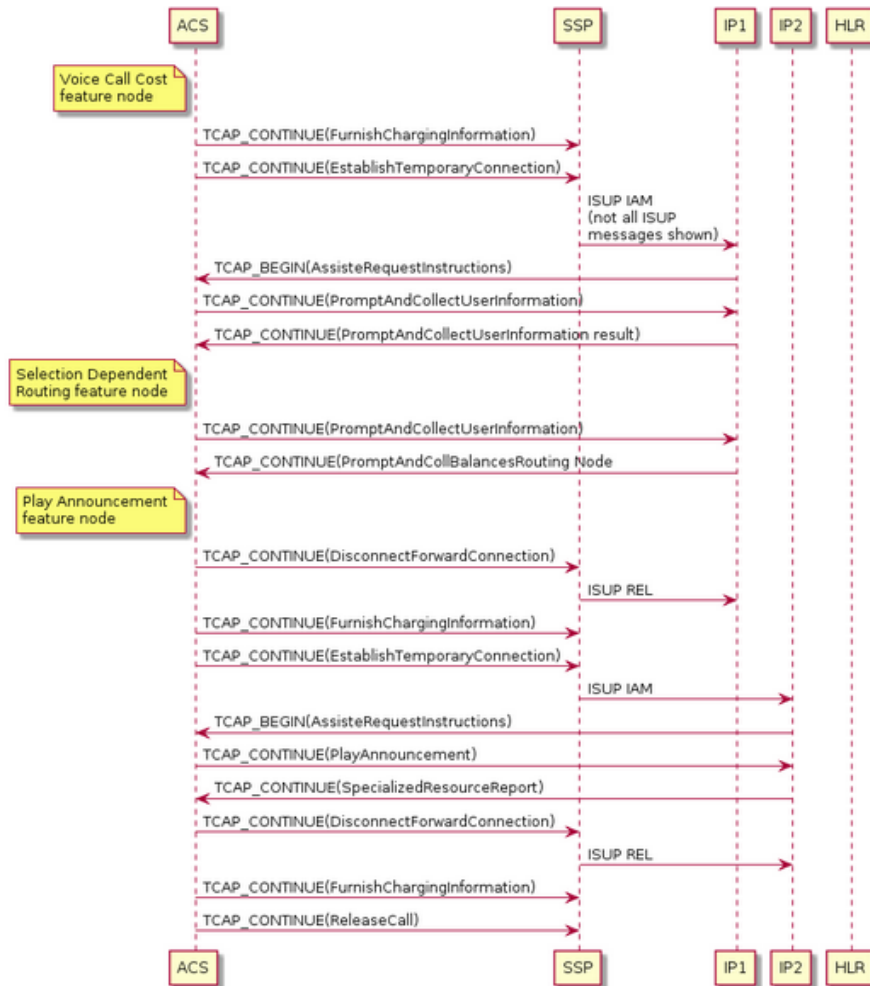 ACS SSP IP1 IP2 HLR
Voice Call Cost
feature node
TCAP_CONTINUE(FurnishChargingInformation)
TCAP_CONTINUE(EstablishTemporaryConnection)
ISUP IAM
(not all ISUP
messages shown)
TCAP_BEGIN(AssisteRequestInstructions)
TCAP_CONTINUE(PromptAndCollectUserInformation)
TCAP_CONTINUE(PromptAndCollectUserInformation result)
Selection Dependent
Routing feature node
TCAP_CONTINUE(PromptAndCollectUserInformation)
TCAP_CONTINUE(PromptAndCollBalancesRouting Node
Play Announcement
feature node
TCAP_CONTINUE(DisconnectForwardConnection)
ISUP REL
TCAP_CONTINUE(FurnishChargingInformation)
TCAP_CONTINUE(EstablishTemporaryConnection)
ISUP IAM
TCAP_BEGIN(AssisteRequestInstructions)
TCAP_CONTINUE(PlayAnnouncement)
TCAP_CONTINUE(SpecializedResourceReport)
TCAP_CONTINUE(DisconnectForwardConnection)
ISUP REL
TCAP_CONTINUE(FurnishChargingInformation)
TCAP_CONTINUE(ReleaseCall)
ACS SSP IP1 IP2 HLR